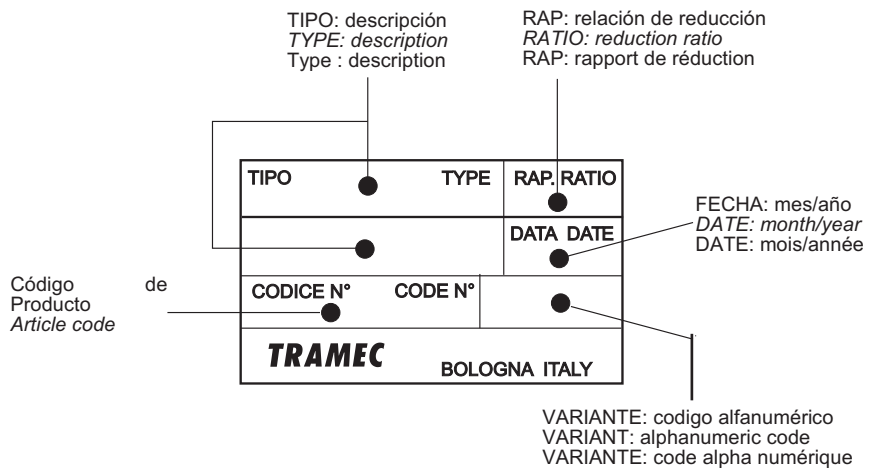 TIPO: descripción
TYPE: description
Type : description
RAP: relación de reducción
RATIO: reduction ratio
RAP: rapport de réduction
TIPO TYPE RAP. RATIO
FECHA: mes/año
DATE: month/year
DATE: mois/année
DATA DATE
Código de
Producto
Article code
CODICE N° CODE N°
TRAMEC
BOLOGNA ITALY
VARIANTE: codigo alfanumérico
VARIANT: alphanumeric code
VARIANTE: code alpha numérique